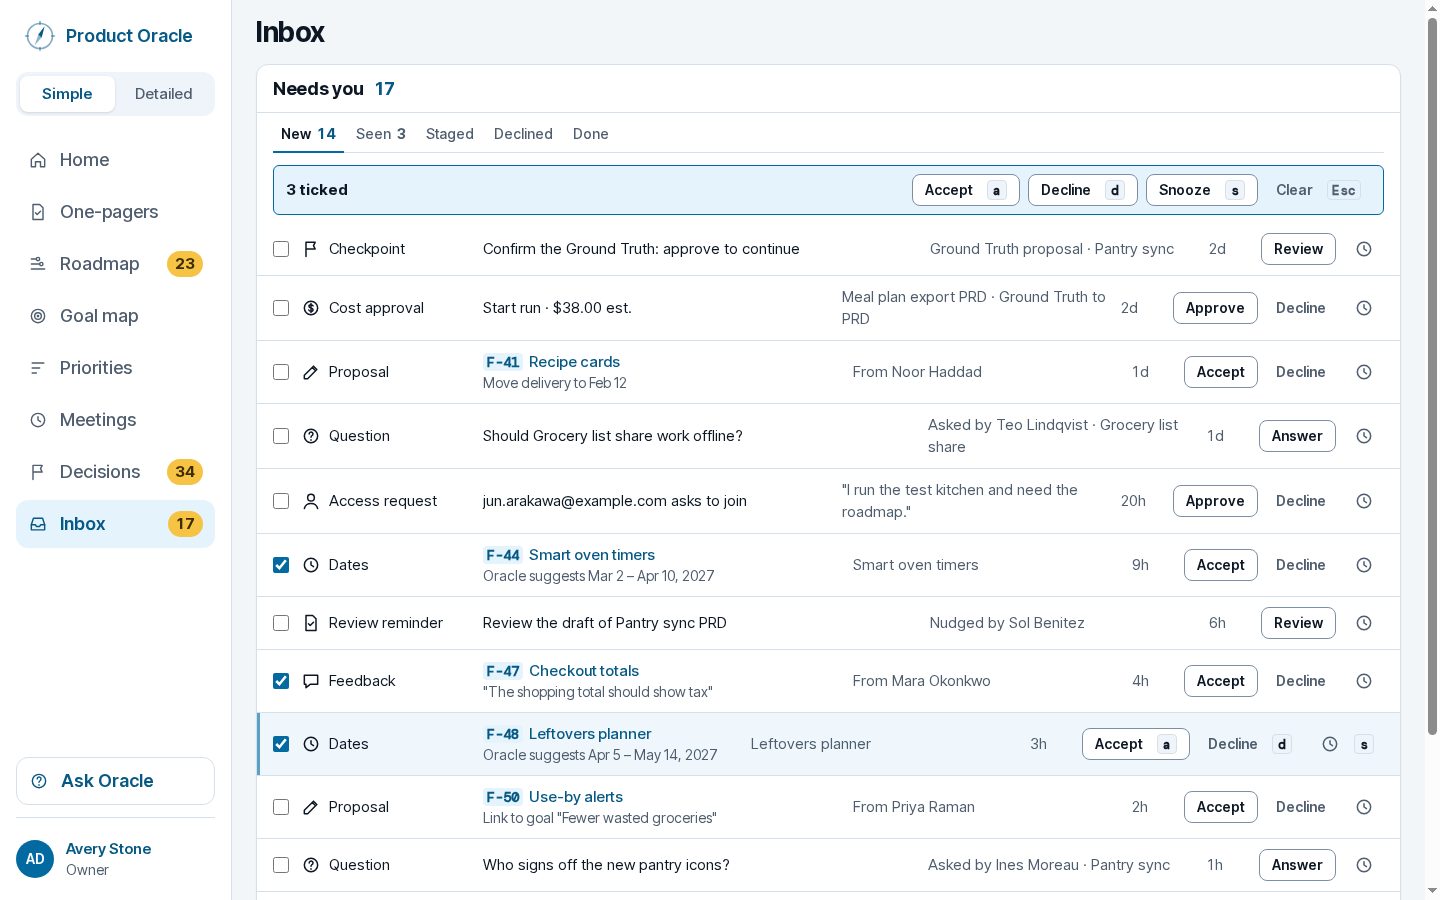 Product Oracle
Simple Detailed
Home
One-pagers
Roadmap 23
Goal map
Priorities
Meetings
Decisions 34
Inbox 17
Ask Oracle
AD
Avery Stone
Owner
Inbox
Needs you 17
New 14 Seen 3 Staged Declined Done
3 ticked Accept a Decline d Snooze s Clear Esc
Checkpoint Confirm the Ground Truth: approve to continue Ground Truth proposal · Pantry sync 2d Review
Cost approval Start run · $38.00 est. Meal plan export PRD · Ground Truth to
PRD 2d Approve Decline
Proposal F-41 Recipe cards
Move delivery to Feb 12 From Noor Haddad 1d Accept Decline
Question Should Grocery list share work offline? Asked by Teo Lindqvist · Grocery list
share 1d Answer
Access request jun.arakawa@example.com asks to join "I run the test kitchen and need the
roadmap." 20h Approve Decline
Dates F-44 Smart oven timers
Oracle suggests Mar 2 – Apr 10, 2027 Smart oven timers 9h Accept Decline
Review reminder Review the draft of Pantry sync PRD Nudged by Sol Benitez 6h Review
Feedback F-47 Checkout totals
"The shopping total should show tax" From Mara Okonkwo 4h Accept Decline
Dates F-48 Leftovers planner
Oracle suggests Apr 5 – May 14, 2027 Leftovers planner 3h Accept a Decline d s
Proposal F-50 Use-by alerts
Link to goal "Fewer wasted groceries" From Priya Raman 2h Accept Decline
Question Who signs off the new pantry icons? Asked by Ines Moreau · Pantry sync 1h Answer